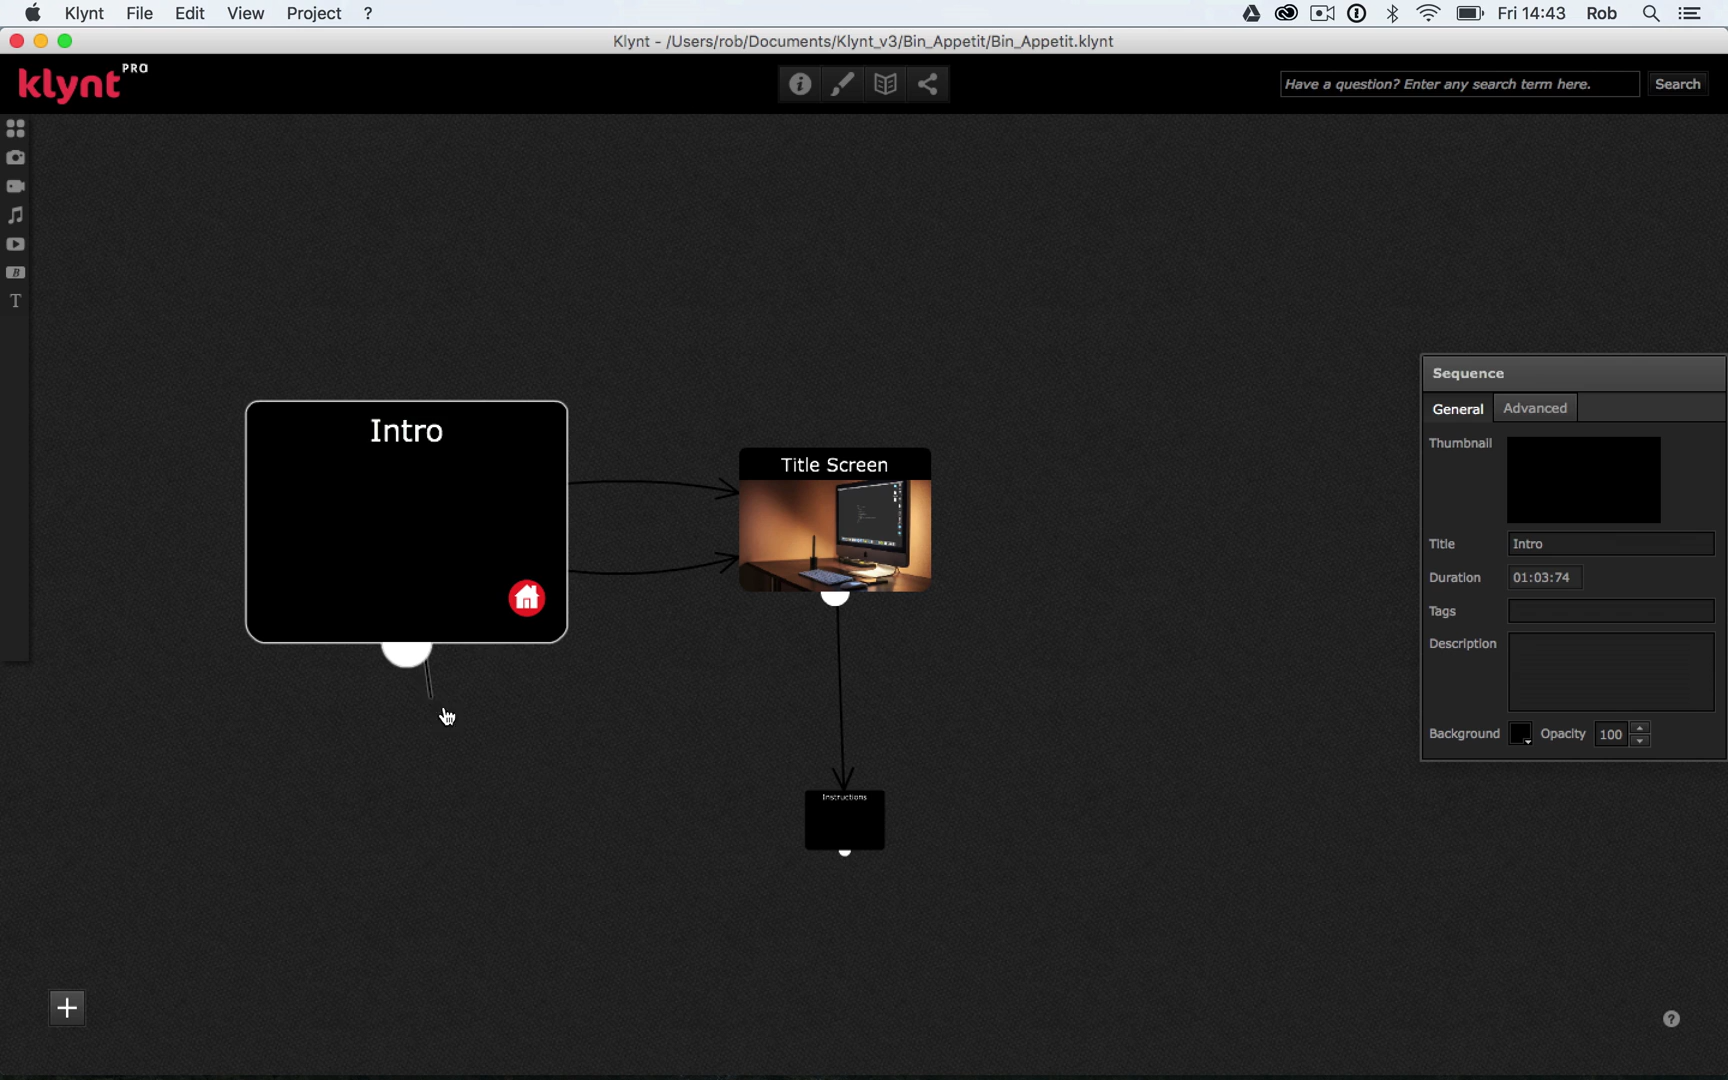 Klynt File Edit View Project ? Fri 14:43 Rob
Klynt - /Users/rob/Documents/Klynt_v3/Bin_Appetit/Bin_Appetit.klynt
klynt PRO
Have a question? Enter any search term here. Search
Intro
Title Screen
Instructions
Sequence
General Advanced
Thumbnail
Title Intro
Duration 01:03:74
Tags
Description
Background Opacity 100
B
T
+
?